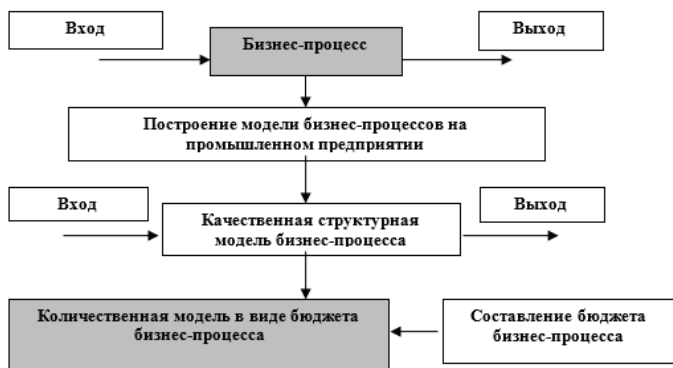 Вход
Бизнес-процесс
Выход
Построение модели бизнес-процессов на
промышленном предприятии
Вход
Качественная структурная
модель бизнес-процесса
Выход
Количественная модель в виде бюджета
бизнес-процесса
Составление бюджета
бизнес-процесса